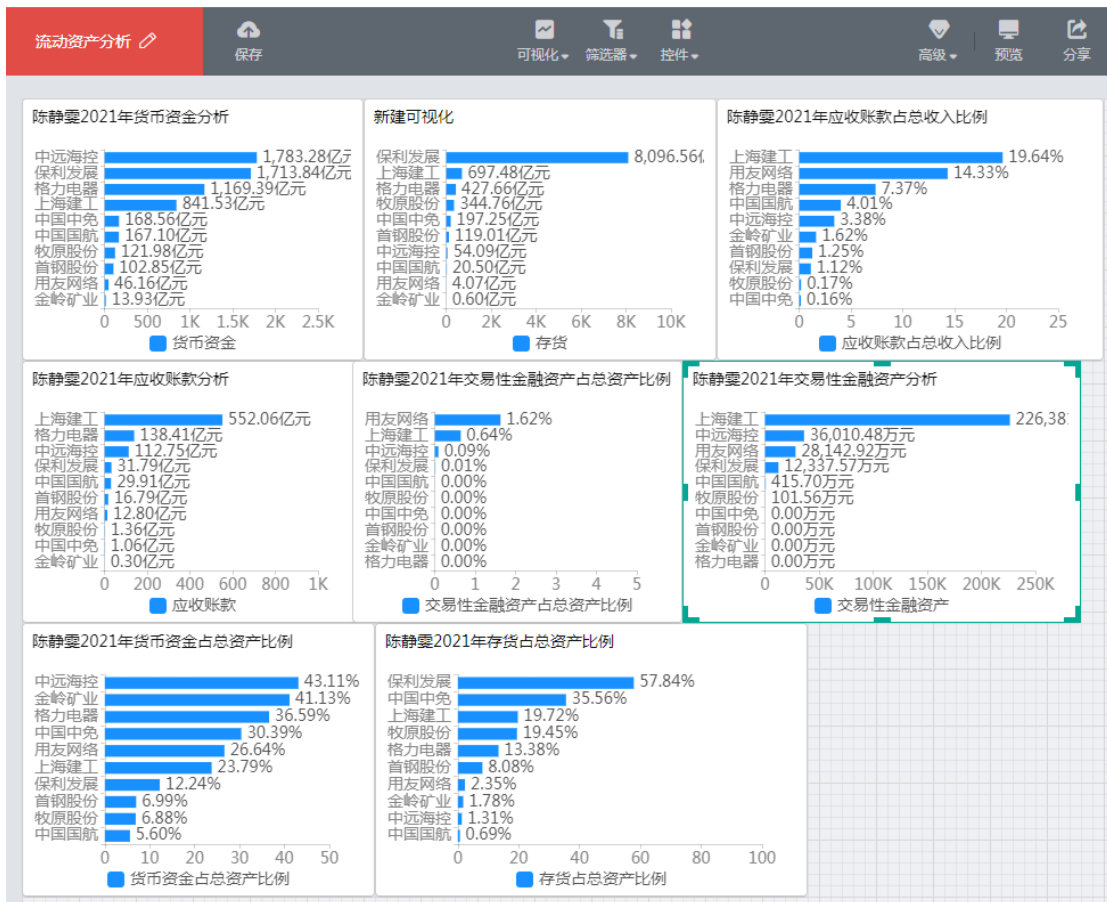 流动资产分析
保存
可视化
筛选器
控件
高级
预览
分享
陈静雯2021年货币资金分析
中远海控 1,783.28亿元
保利发展 1,713.84亿元
格力电器 1,169.39亿元
上海建工 841.53亿元
中国中免 168.56亿元
中国国航 167.10亿元
牧原股份 121.98亿元
首钢股份 102.85亿元
用友网络 46.16亿元
金岭矿业 13.93亿元
0 500 1K 1.5K 2K 2.5K
货币资金
新建可视化
保利发展 8,096.56亿
上海建工 697.48亿元
格力电器 427.66亿元
牧原股份 344.76亿元
中国中免 197.25亿元
首钢股份 119.01亿元
中远海控 54.09亿元
中国国航 20.50亿元
用友网络 4.07亿元
金岭矿业 0.60亿元
0 2K 4K 6K 8K 10K
存货
陈静雯2021年应收账款占总收入比例
上海建工 19.64%
用友网络 14.33%
格力电器 7.37%
中国国航 4.01%
中远海控 3.38%
金岭矿业 1.62%
首钢股份 1.25%
保利发展 1.12%
牧原股份 0.17%
中国中免 0.16%
0 5 10 15 20 25
应收账款占总收入比例
陈静雯2021年应收账款分析
上海建工 552.06亿元
格力电器 138.41亿元
中远海控 112.75亿元
保利发展 31.79亿元
中国国航 29.91亿元
首钢股份 16.79亿元
用友网络 12.80亿元
牧原股份 1.36亿元
中国中免 1.06亿元
金岭矿业 0.30亿元
0 200 400 600 800 1K
应收账款
陈静雯2021年交易性金融资产占总资产比例
用友网络 1.62%
上海建工 0.64%
中远海控 0.09%
保利发展 0.01%
中国国航 0.00%
牧原股份 0.00%
中国中免 0.00%
首钢股份 0.00%
金岭矿业 0.00%
格力电器 0.00%
0 1 2 3 4 5
交易性金融资产占总资产比例
陈静雯2021年交易性金融资产分析
上海建工 226,38
中远海控 36,010.48万元
用友网络 28,142.92万元
保利发展 12,337.57万元
中国国航 415.70万元
牧原股份 101.56万元
中国中免 0.00万元
首钢股份 0.00万元
金岭矿业 0.00万元
格力电器 0.00万元
0 50K 100K 150K 200K 250K
交易性金融资产
陈静雯2021年货币资金占总资产比例
中远海控 43.11%
金岭矿业 41.13%
格力电器 36.59%
中国中免 30.39%
用友网络 26.64%
上海建工 23.79%
保利发展 12.24%
首钢股份 6.99%
牧原股份 6.88%
中国国航 5.60%
0 10 20 30 40 50
货币资金占总资产比例
陈静雯2021年存货占总资产比例
保利发展 57.84%
中国中免 35.56%
上海建工 19.72%
牧原股份 19.45%
格力电器 13.38%
首钢股份 8.08%
用友网络 2.35%
金岭矿业 1.78%
中远海控 1.31%
中国国航 0.69%
0 20 40 60 80 100
存货占总资产比例